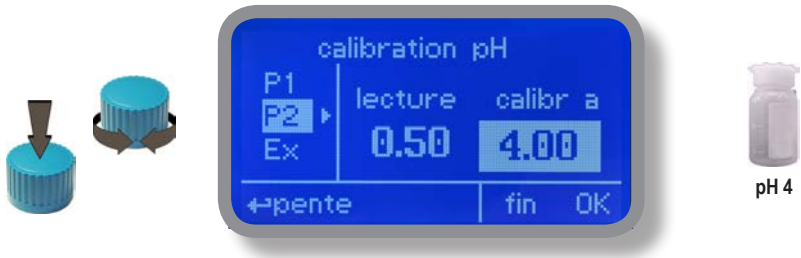 calibration pH
P1
P2
Ex
lecture calibr a
0.50 4.00
↵pente fin OK
pH 4